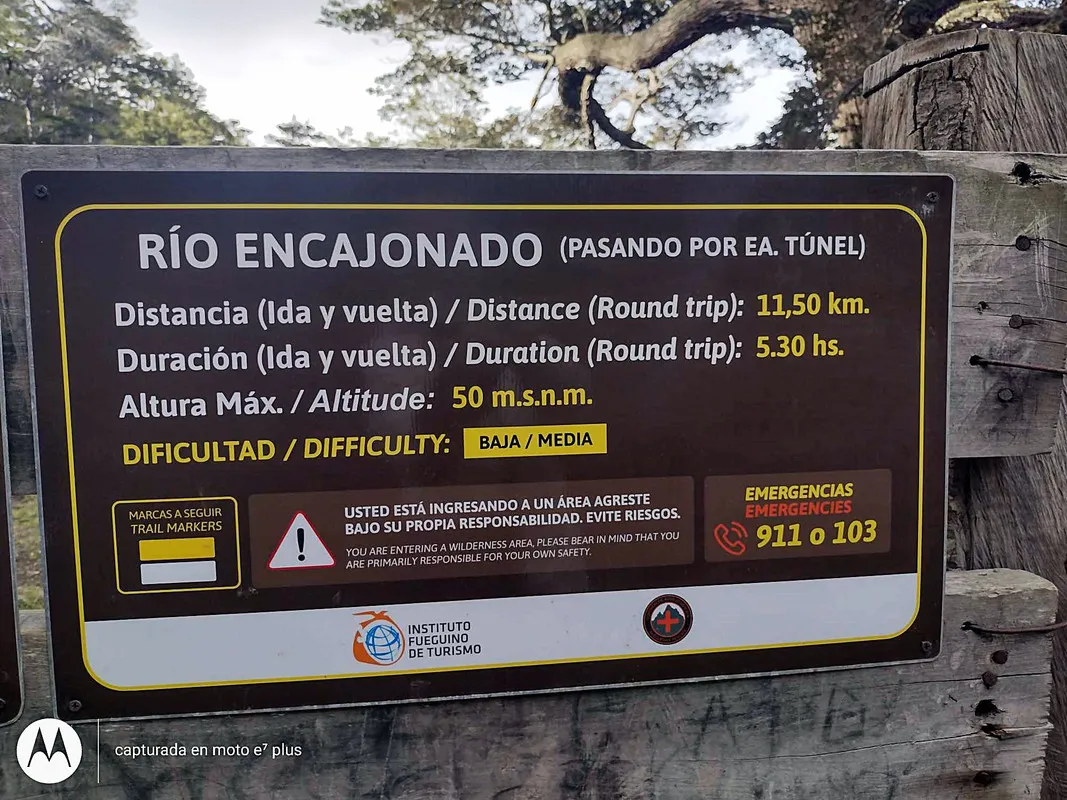 RÍO ENCAJONADO (PASANDO POR EA. TÚNEL)
Distancia (Ida y vuelta) / Distance (Round trip): 11,50 km.
Duración (Ida y vuelta) / Duration (Round trip): 5.30 hs.
Altura Máx. / Altitude: 50 m.s.n.m.
DIFICULTAD / DIFFICULTY: BAJA / MEDIA
MARCAS A SEGUIR
TRAIL MARKERS
USTED ESTÁ INGRESANDO A UN ÁREA AGRESTE
BAJO SU PROPIA RESPONSABILIDAD. EVITE RIESGOS.
YOU ARE ENTERING A WILDERNESS AREA, PLEASE BEAR IN MIND THAT YOU
ARE PRIMARILY RESPONSIBLE FOR YOUR OWN SAFETY.
EMERGENCIAS
EMERGENCIES
911 o 103
INSTITUTO
FUEGUINO
DE TURISMO
capturada en moto e⁷ plus